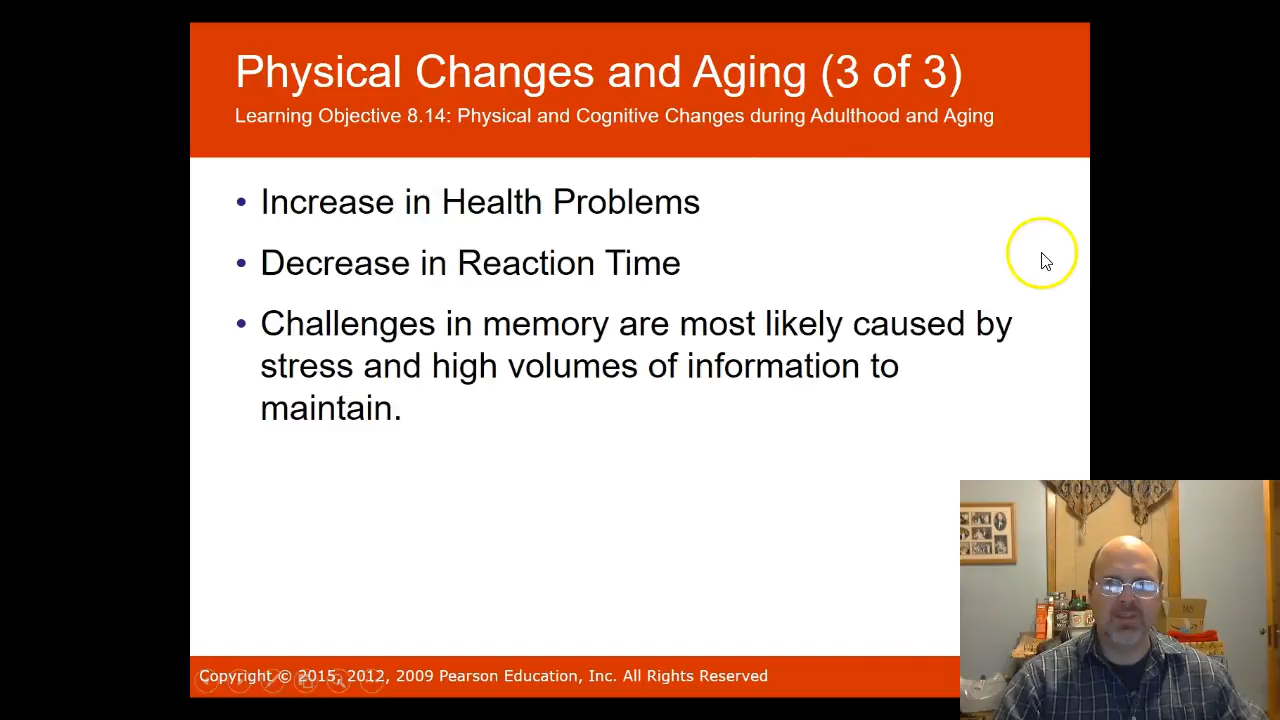 Physical Changes and Aging (3 of 3)
Learning Objective 8.14: Physical and Cognitive Changes during Adulthood and Aging
• Increase in Health Problems
• Decrease in Reaction Time
• Challenges in memory are most likely caused by
stress and high volumes of information to
maintain.
Copyright © 2015, 2012, 2009 Pearson Education, Inc. All Rights Reserved